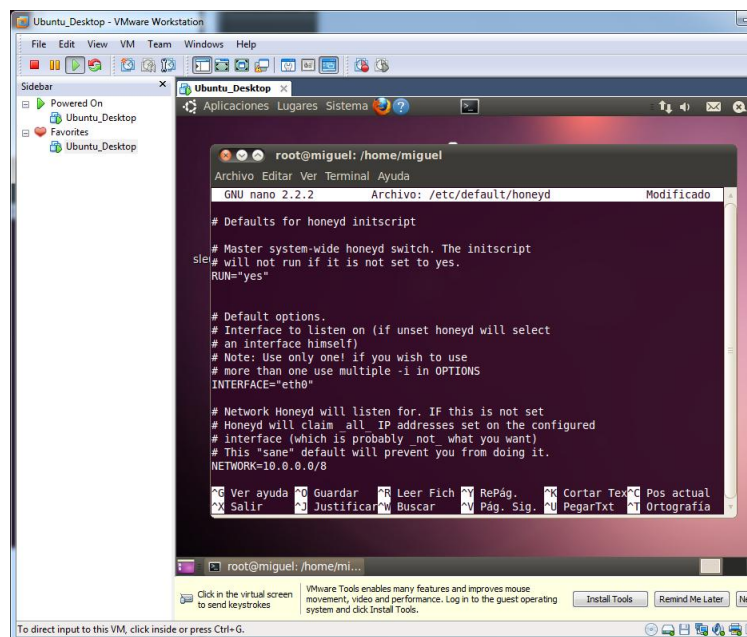 Ubuntu_Desktop - VMware Workstation
File Edit View VM Team Windows Help
Sidebar ×
Powered On
Ubuntu_Desktop
Favorites
Ubuntu_Desktop
Ubuntu_Desktop ×
Aplicaciones Lugares Sistema
root@miguel: /home/miguel
Archivo Editar Ver Terminal Ayuda
GNU nano 2.2.2 Archivo: /etc/default/honeyd Modificado
# Defaults for honeyd initscript
# Master system-wide honeyd switch. The initscript
# will not run if it is not set to yes.
RUN="yes"
# Default options.
# Interface to listen on (if unset honeyd will select
# an interface himself)
# Note: Use only one! if you wish to use
# more than one use multiple -i in OPTIONS
INTERFACE="eth0"
# Network Honeyd will listen for. IF this is not set
# Honeyd will claim _all_ IP addresses set on the configured
# interface (which is probably _not_ what you want)
# This "sane" default will prevent you from doing it.
NETWORK=10.0.0.0/8
^G Ver ayuda ^O Guardar ^R Leer Fich ^Y RePág. ^K Cortar Tex ^C Pos actual
^X Salir ^J Justificar ^W Buscar ^V Pág. Sig. ^U PegarTxt ^T Ortografía
root@miguel: /home/mi...
Click in the virtual screen
to send keystrokes
VMware Tools enables many features and improves mouse
movement, video and performance. Log in to the guest operating
system and click Install Tools.
Install Tools
Remind Me Later
To direct input to this VM, click inside or press Ctrl+G.